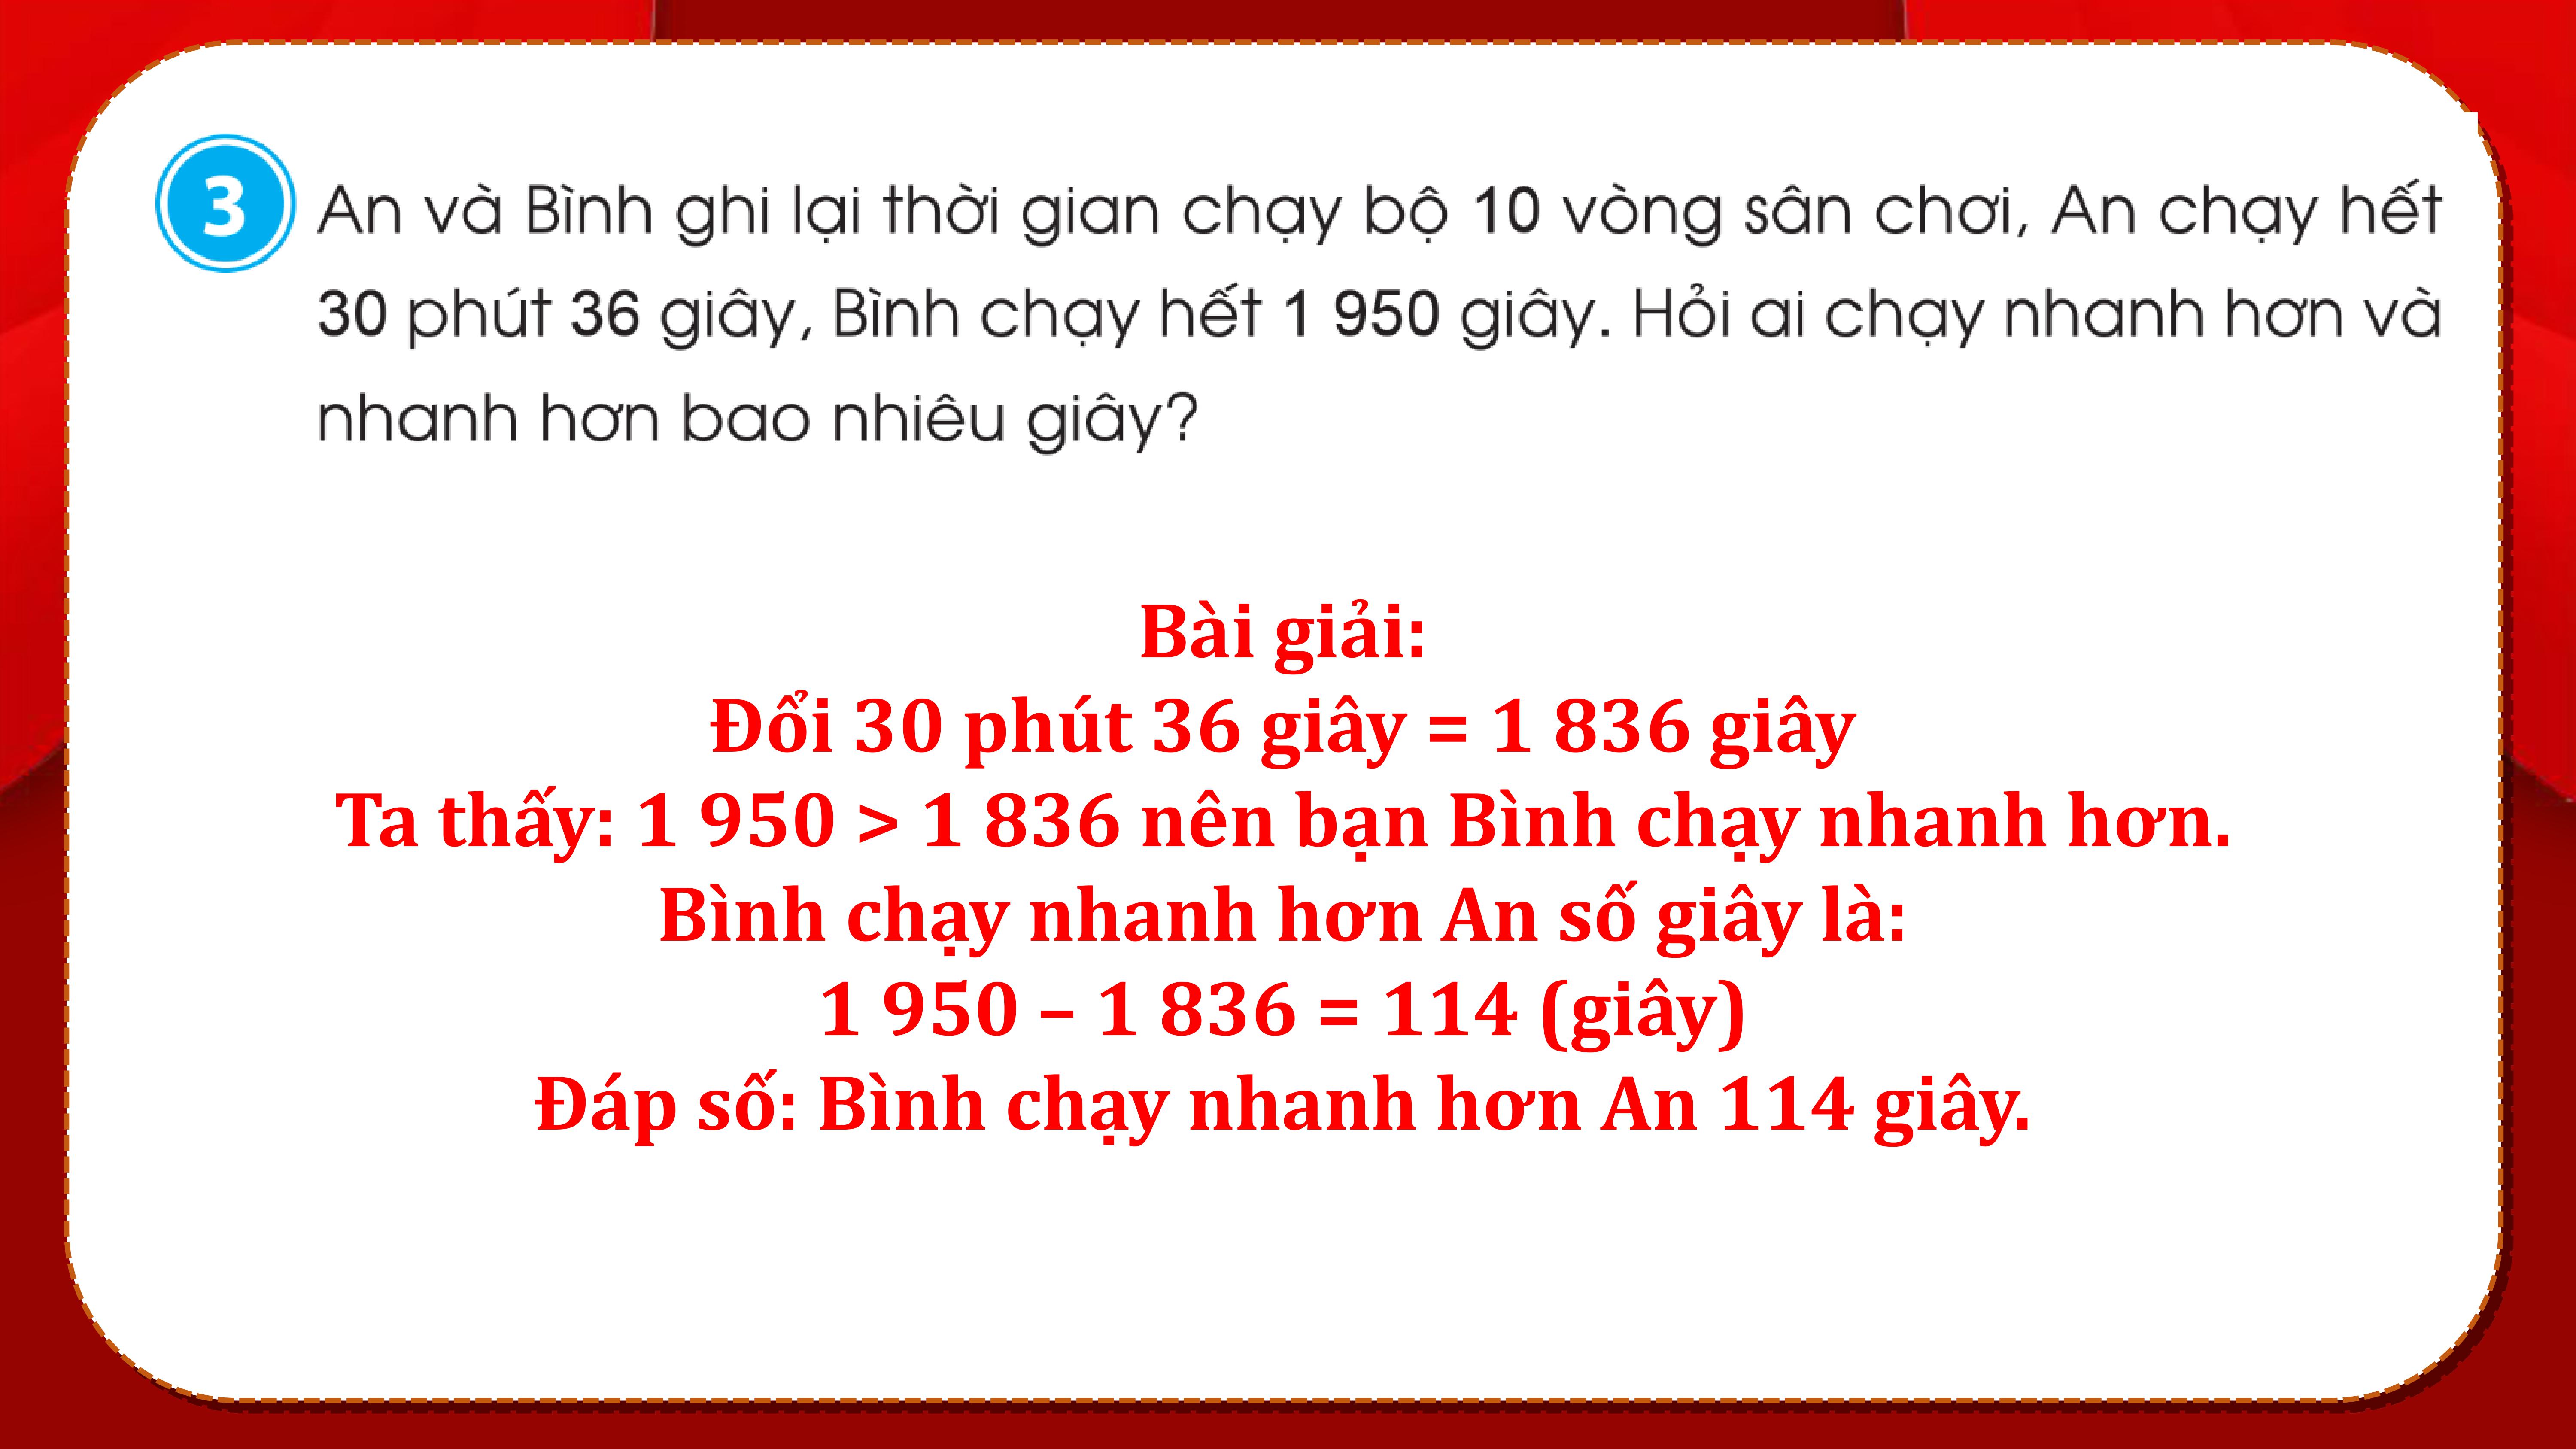 3 An và Bình ghi lại thời gian chạy bộ 10 vòng sân chơi, An chạy hết
30 phút 36 giây, Bình chạy hết 1 950 giây. Hỏi ai chạy nhanh hơn và
nhanh hơn bao nhiêu giây?
Bài giải:
Đổi 30 phút 36 giây = 1 836 giây
Ta thấy: 1 950 > 1 836 nên bạn Bình chạy nhanh hơn.
Bình chạy nhanh hơn An số giây là:
1 950 – 1 836 = 114 (giây)
Đáp số: Bình chạy nhanh hơn An 114 giây.